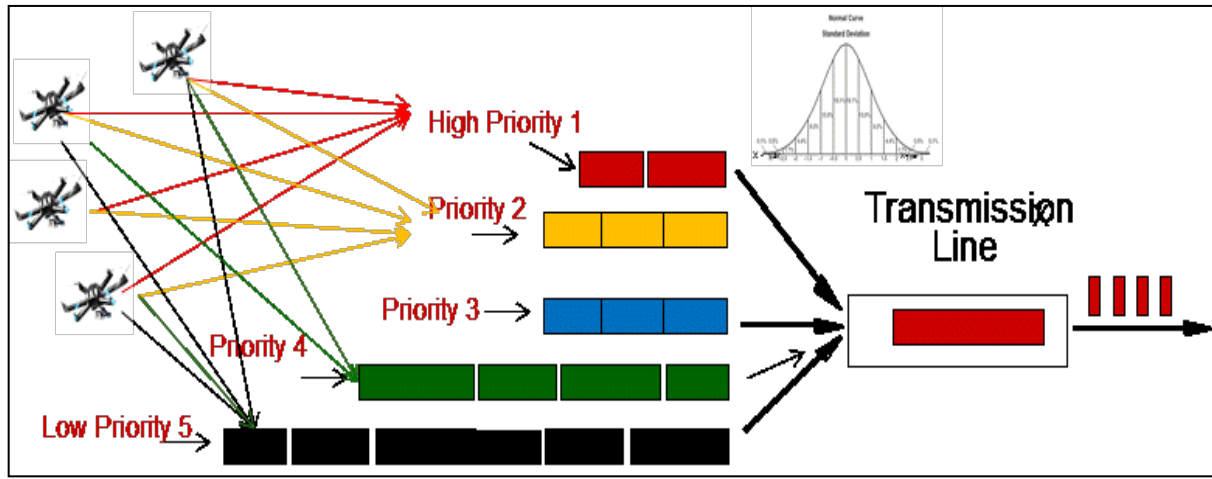 Normal Curve
Standard Deviation
High Priority 1
Priority 2
Transmission
Line
Priority 3
Priority 4
Low Priority 5